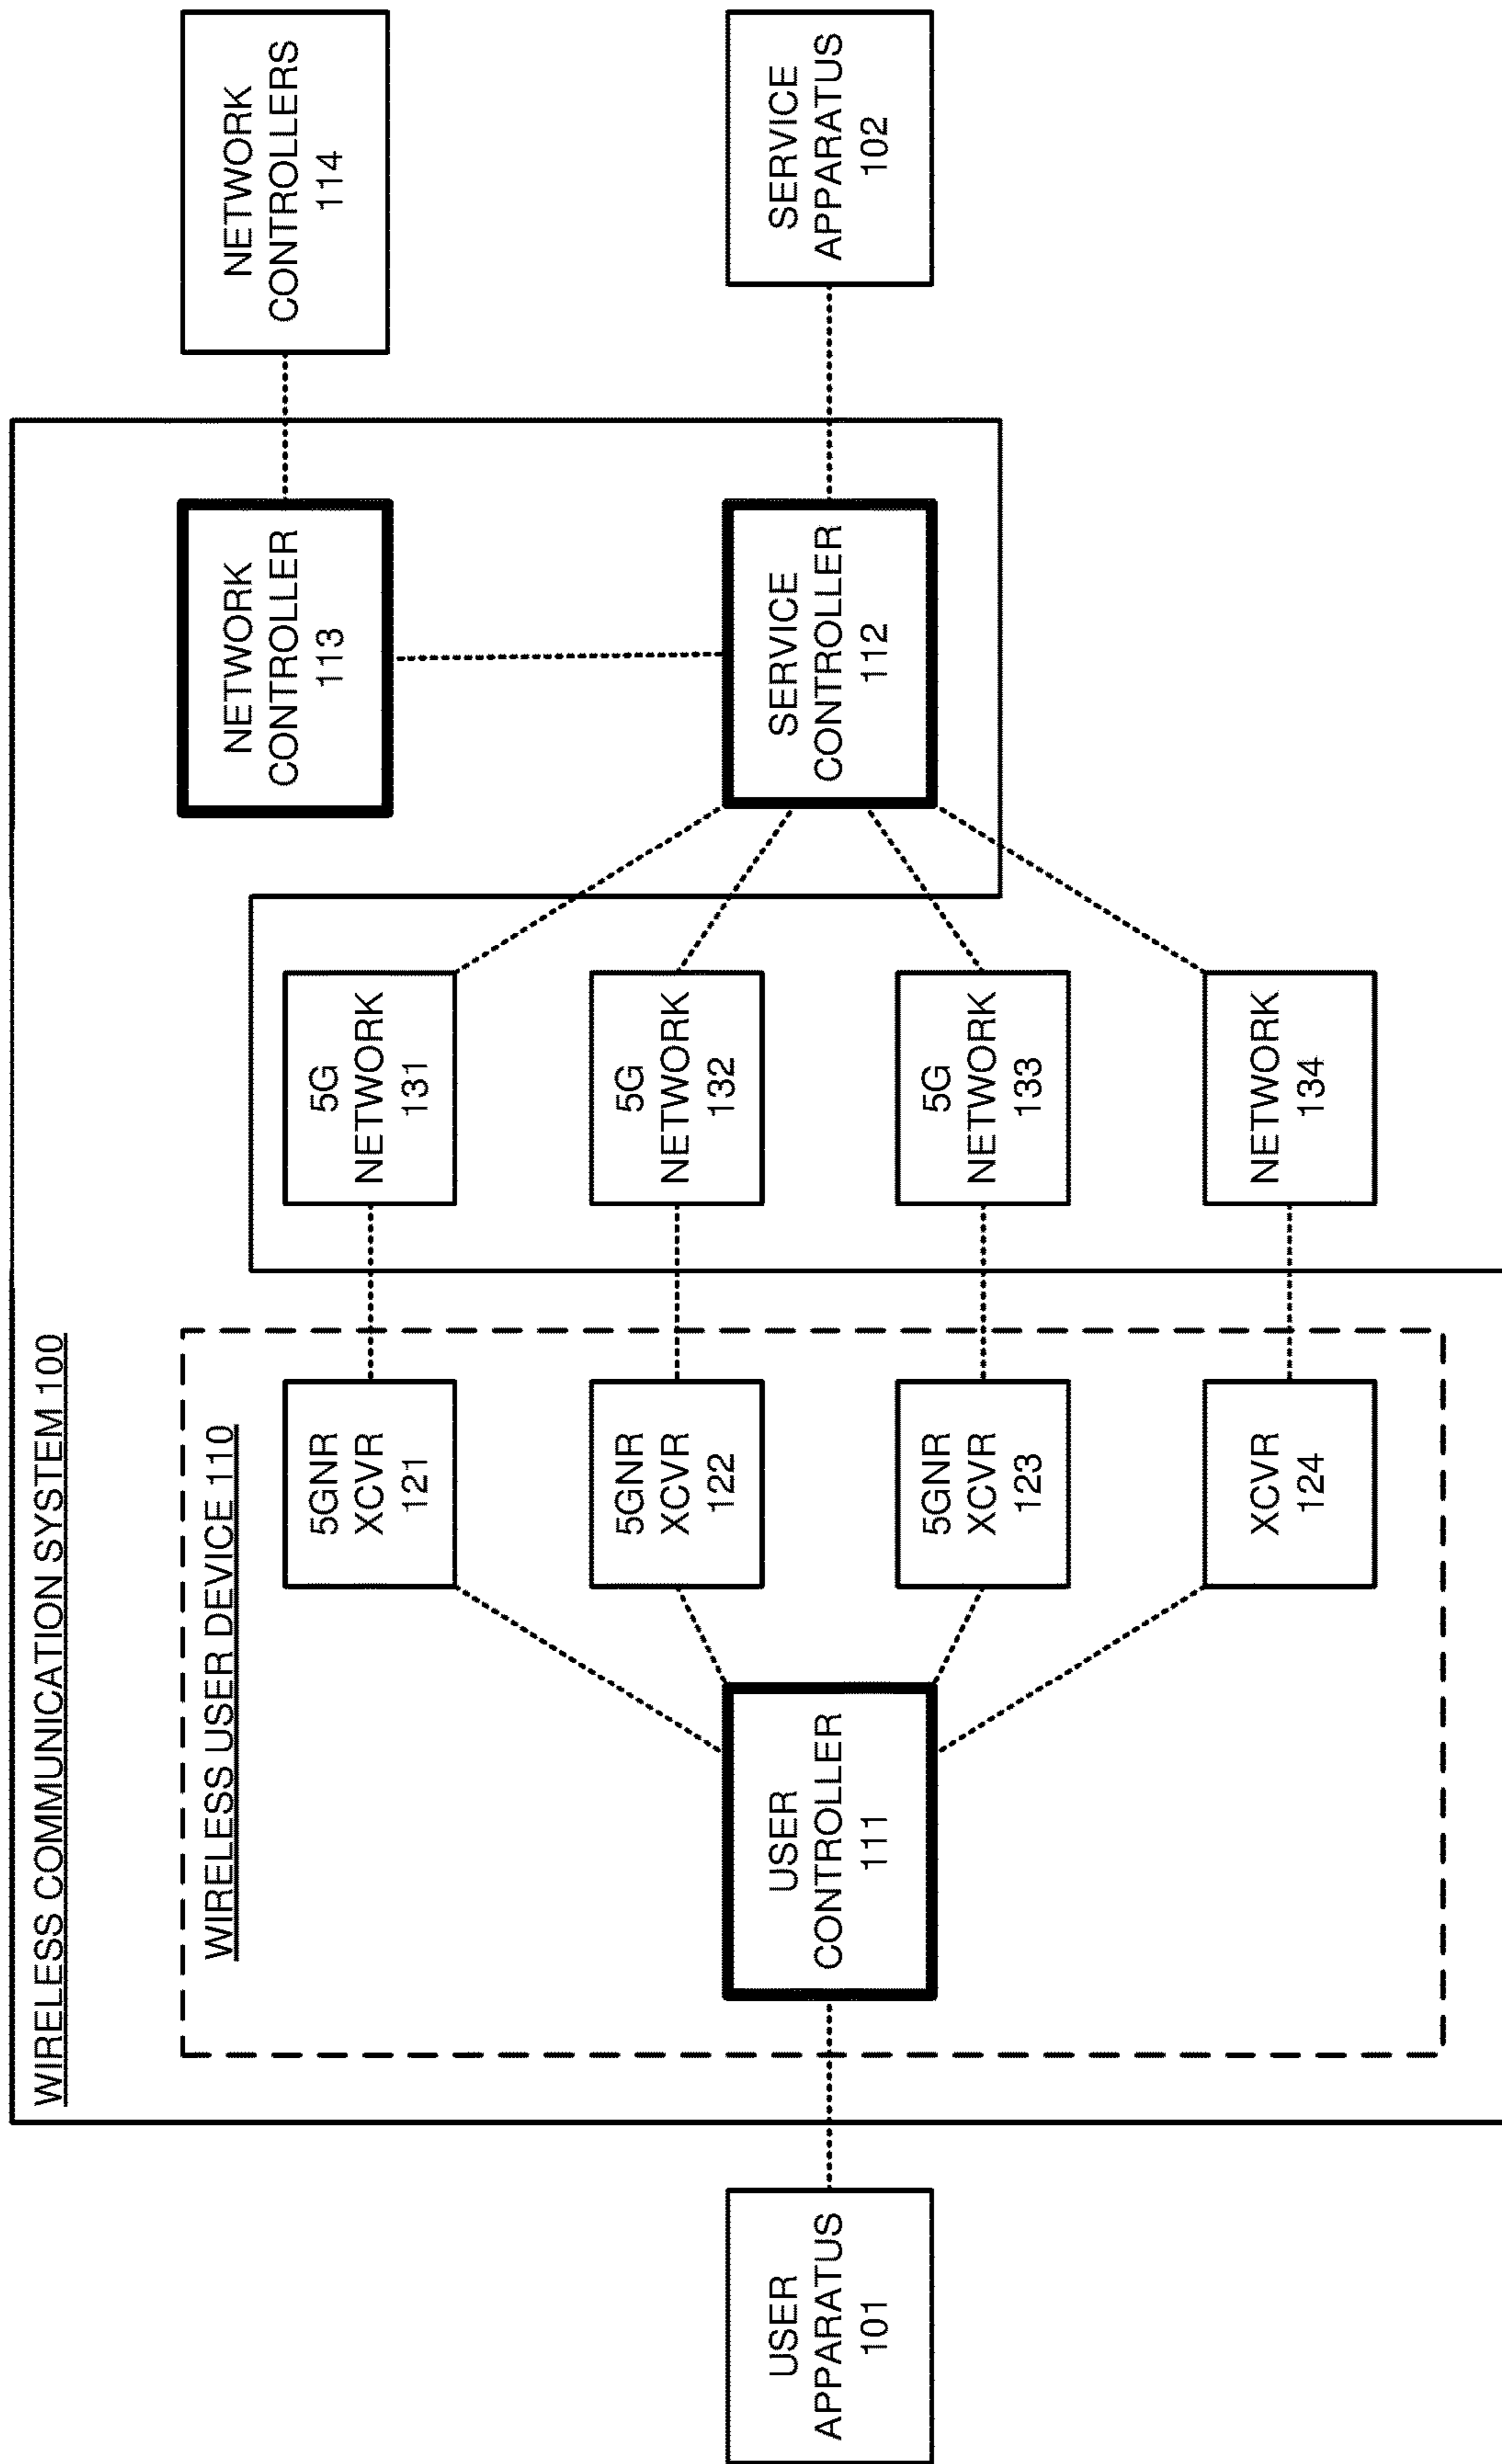 WIRELESS COMMUNICATION SYSTEM 100
WIRELESS USER DEVICE 110
USER
APPARATUS
101
USER
CONTROLLER
111
5GNR
XCVR
121
5GNR
XCVR
122
5GNR
XCVR
123
XCVR
124
5G
NETWORK
131
5G
NETWORK
132
5G
NETWORK
133
NETWORK
134
NETWORK
CONTROLLER
113
SERVICE
CONTROLLER
112
NETWORK
CONTROLLERS
114
SERVICE
APPARATUS
102